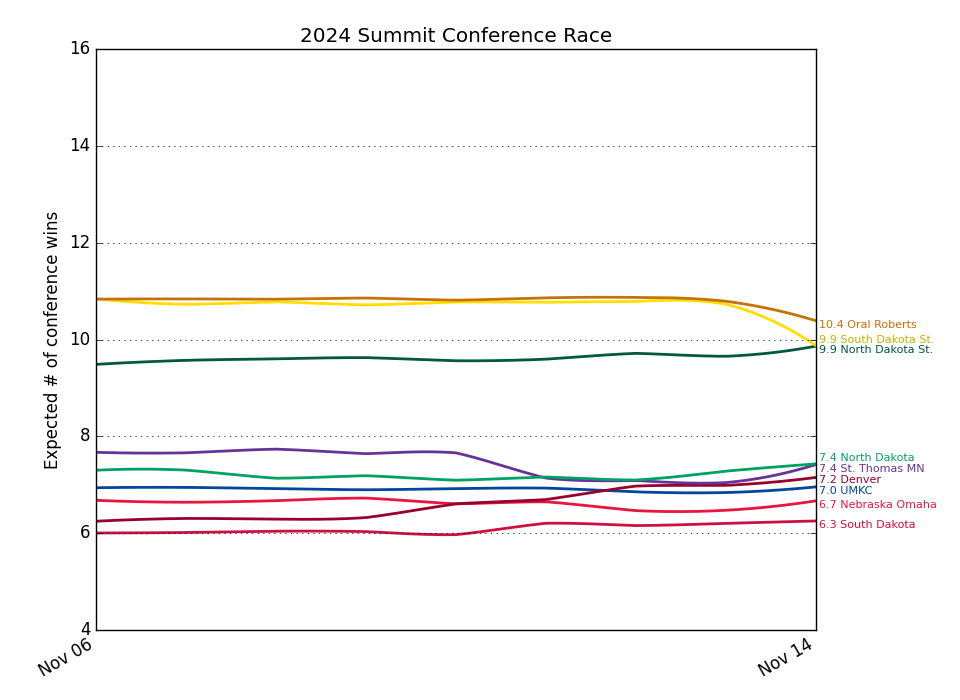 2024 Summit Conference Race
Expected # of conference wins
16
14
12
10
8
6
4
Nov 06
Nov 14
10.4 Oral Roberts
9.9 South Dakota St.
9.9 North Dakota St.
7.4 North Dakota
7.4 St. Thomas MN
7.2 Denver
7.0 UMKC
6.7 Nebraska Omaha
6.3 South Dakota